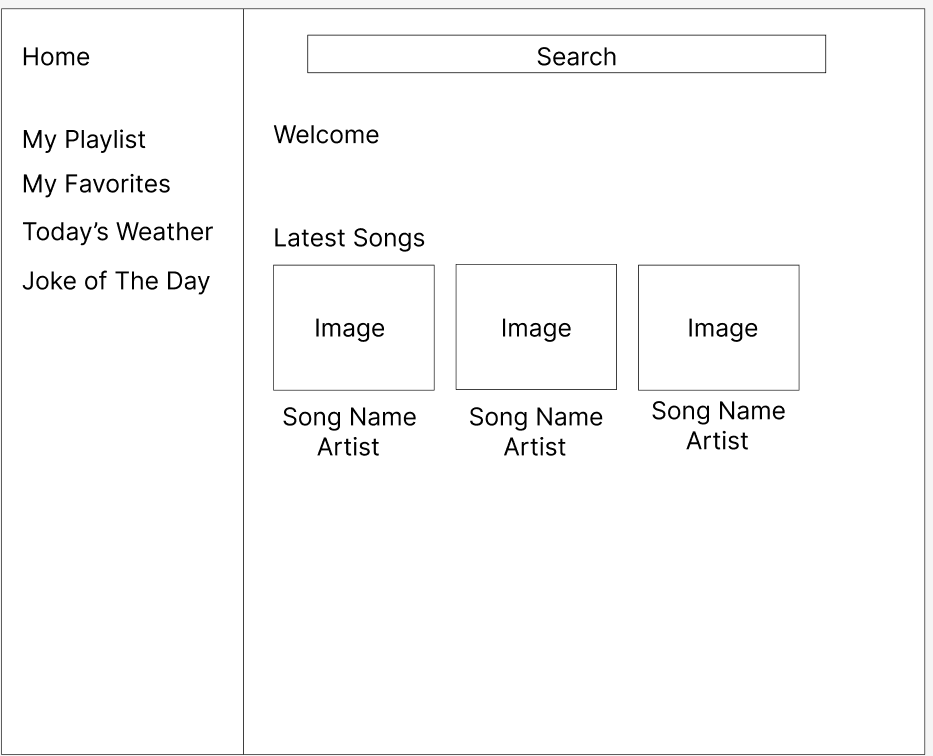 Home
My Playlist
My Favorites
Today’s Weather
Joke of The Day
Search
Welcome
Latest Songs
Image
Song Name
Artist
Image
Song Name
Artist
Image
Song Name
Artist